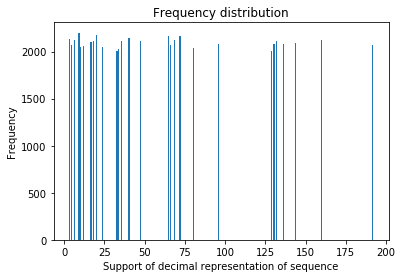 Frequency distribution
Frequency
2000
1500
1000
500
0
0 25 50 75 100 125 150 175 200
Support of decimal representation of sequence